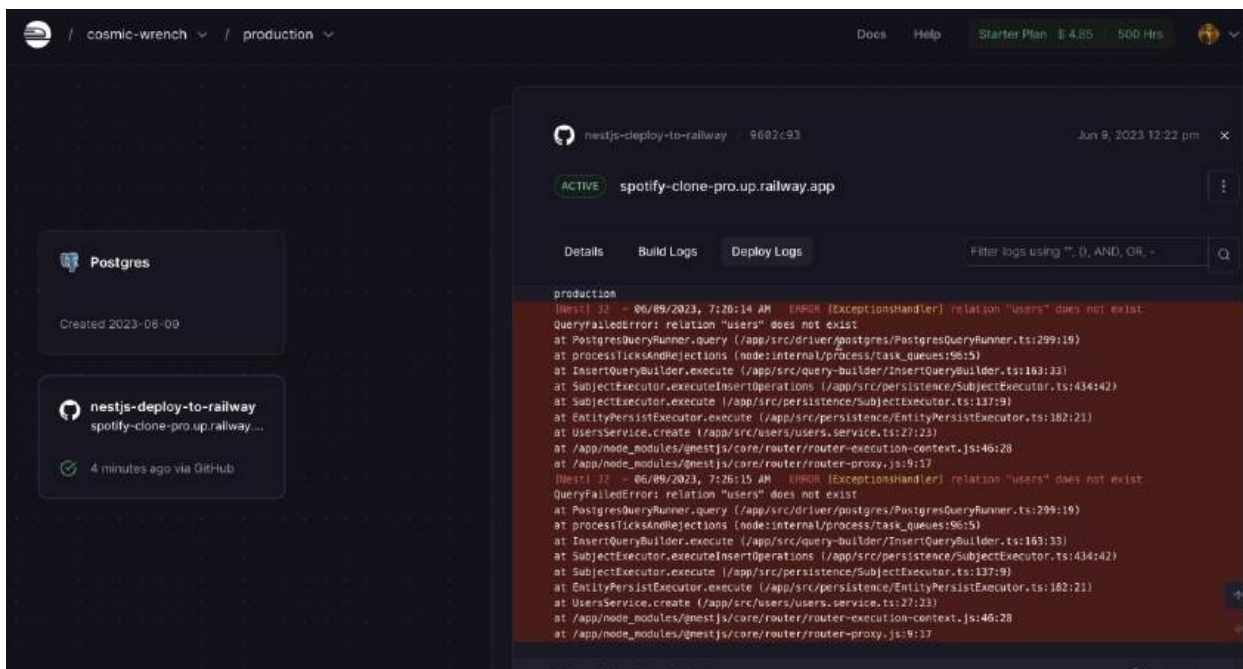 / cosmic-wrench / production
Docs Help Starter Plan $ 4.85 500 Hrs
nestjs-deploy-to-railway / 9602c93 Jun 9, 2023 12:22 pm ×
ACTIVE spotify-clone-pro.up.railway.app
Details Build Logs Deploy Logs Filter logs using "", (), AND, OR, -
Postgres
Created 2023-06-09
nestjs-deploy-to-railway
spotify-clone-pro.up.railway....
4 minutes ago via GitHub
production
[Nest] 32 - 06/09/2023, 7:26:14 AM ERROR [ExceptionsHandler] relation "users" does not exist
QueryFailedError: relation "users" does not exist
at PostgresQueryRunner.query (/app/src/driver/postgres/PostgresQueryRunner.ts:299:19)
at processTicksAndRejections (node:internal/process/task_queues:96:5)
at InsertQueryBuilder.execute (/app/src/query-builder/InsertQueryBuilder.ts:163:33)
at SubjectExecutor.executeInsertOperations (/app/src/persistence/SubjectExecutor.ts:434:42)
at SubjectExecutor.execute (/app/src/persistence/SubjectExecutor.ts:137:9)
at EntityPersistExecutor.execute (/app/src/persistence/EntityPersistExecutor.ts:182:21)
at UsersService.create (/app/src/users/users.service.ts:27:23)
at /app/node_modules/@nestjs/core/router/router-execution-context.js:46:28
at /app/node_modules/@nestjs/core/router/router-proxy.js:9:17
[Nest] 32 - 06/09/2023, 7:26:15 AM ERROR [ExceptionsHandler] relation "users" does not exist
QueryFailedError: relation "users" does not exist
at PostgresQueryRunner.query (/app/src/driver/postgres/PostgresQueryRunner.ts:299:19)
at processTicksAndRejections (node:internal/process/task_queues:96:5)
at InsertQueryBuilder.execute (/app/src/query-builder/InsertQueryBuilder.ts:163:33)
at SubjectExecutor.executeInsertOperations (/app/src/persistence/SubjectExecutor.ts:434:42)
at SubjectExecutor.execute (/app/src/persistence/SubjectExecutor.ts:137:9)
at EntityPersistExecutor.execute (/app/src/persistence/EntityPersistExecutor.ts:182:21)
at UsersService.create (/app/src/users/users.service.ts:27:23)
at /app/node_modules/@nestjs/core/router/router-execution-context.js:46:28
at /app/node_modules/@nestjs/core/router/router-proxy.js:9:17